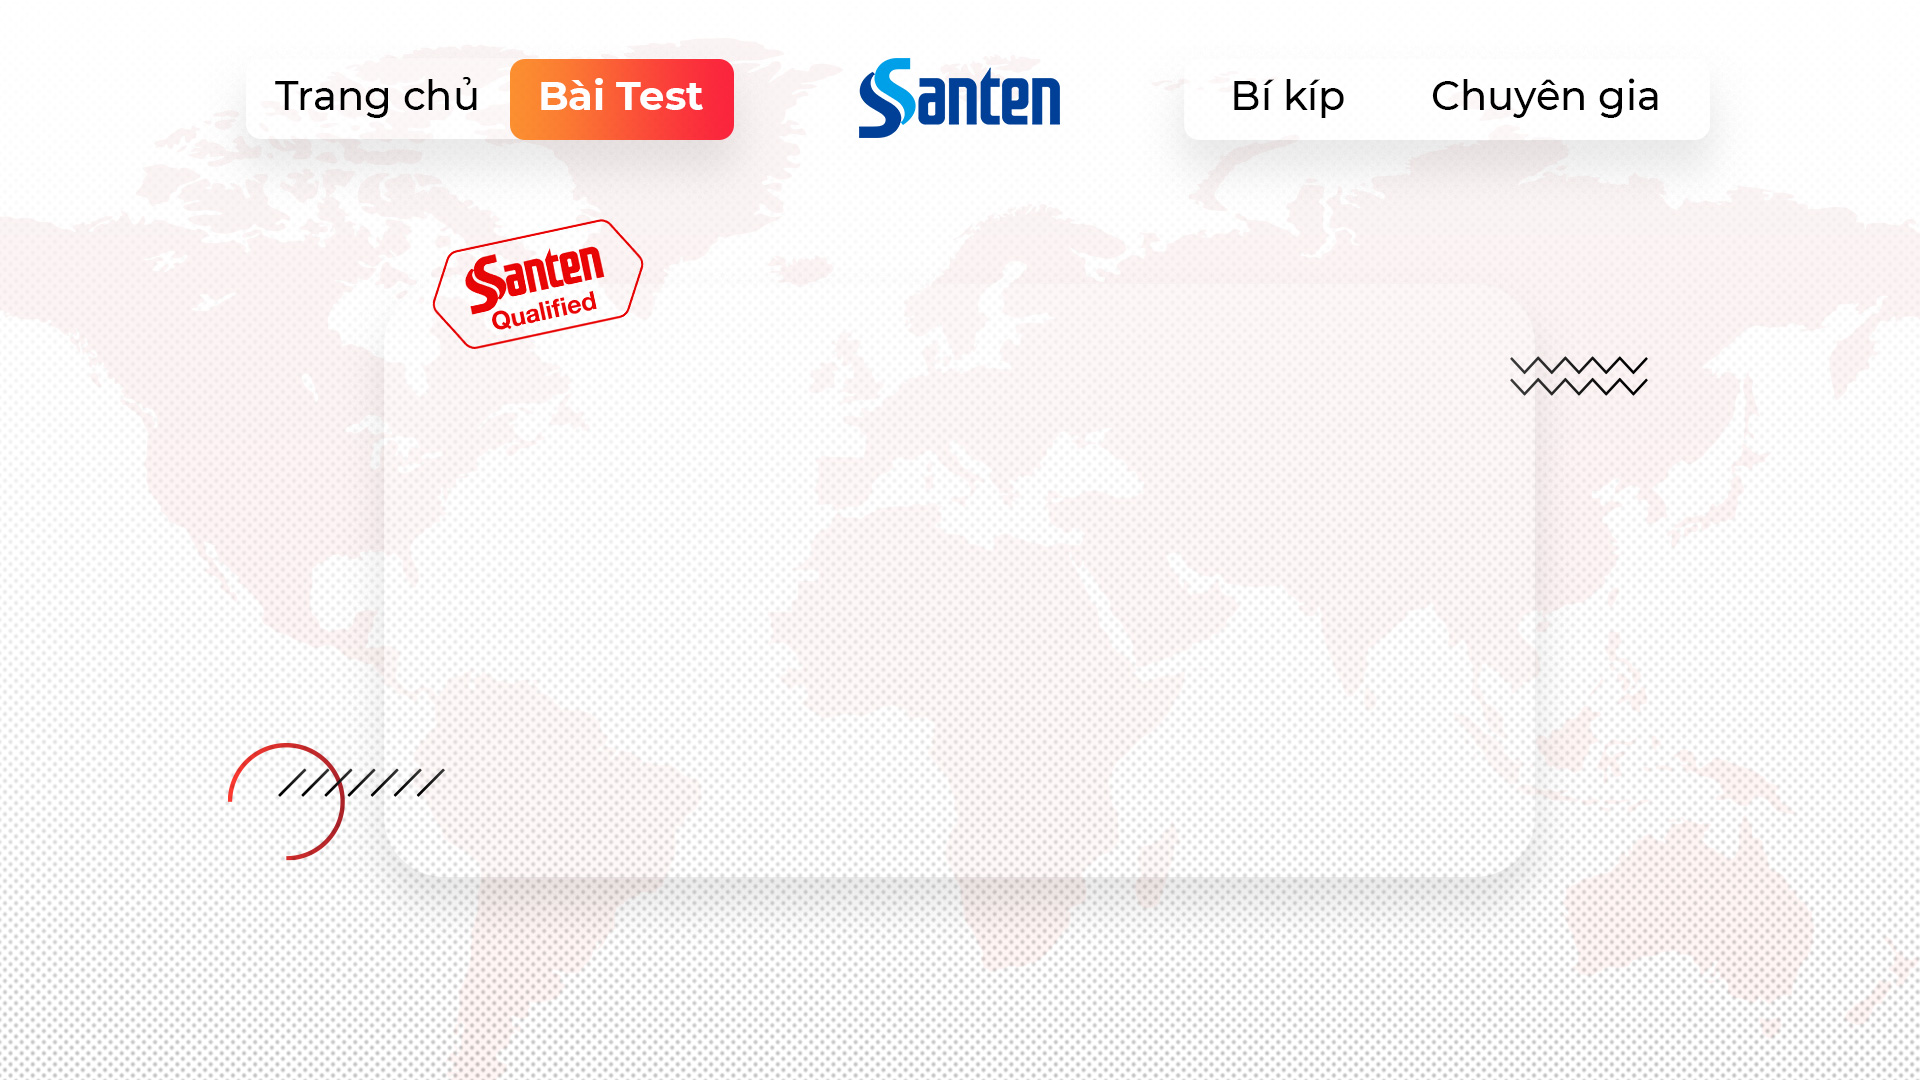 Trang chủ
Bài Test
Santen
Bí kíp
Chuyên gia
Santen
Qualified